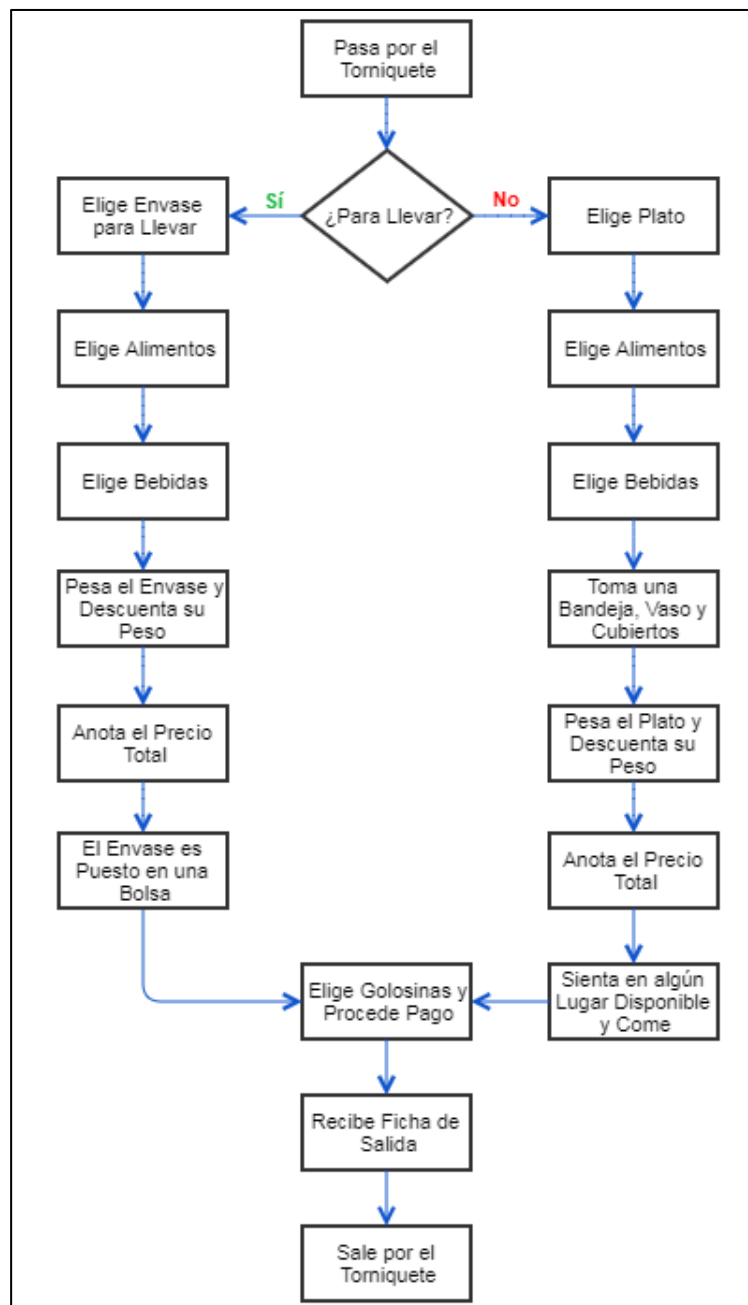 Pasa por el
Torniquete
¿Para Llevar?
Sí
Elige Envase
para Llevar
Elige Alimentos
Elige Bebidas
Pesa el Envase y
Descuenta su
Peso
Anota el Precio
Total
El Envase es
Puesto en una
Bolsa
No
Elige Plato
Elige Alimentos
Elige Bebidas
Toma una
Bandeja, Vaso y
Cubiertos
Pesa el Plato y
Descuenta su
Peso
Anota el Precio
Total
Sienta en algún
Lugar Disponible
y Come
Elige Golosinas y
Procede Pago
Recibe Ficha de
Salida
Sale por el
Torniquete